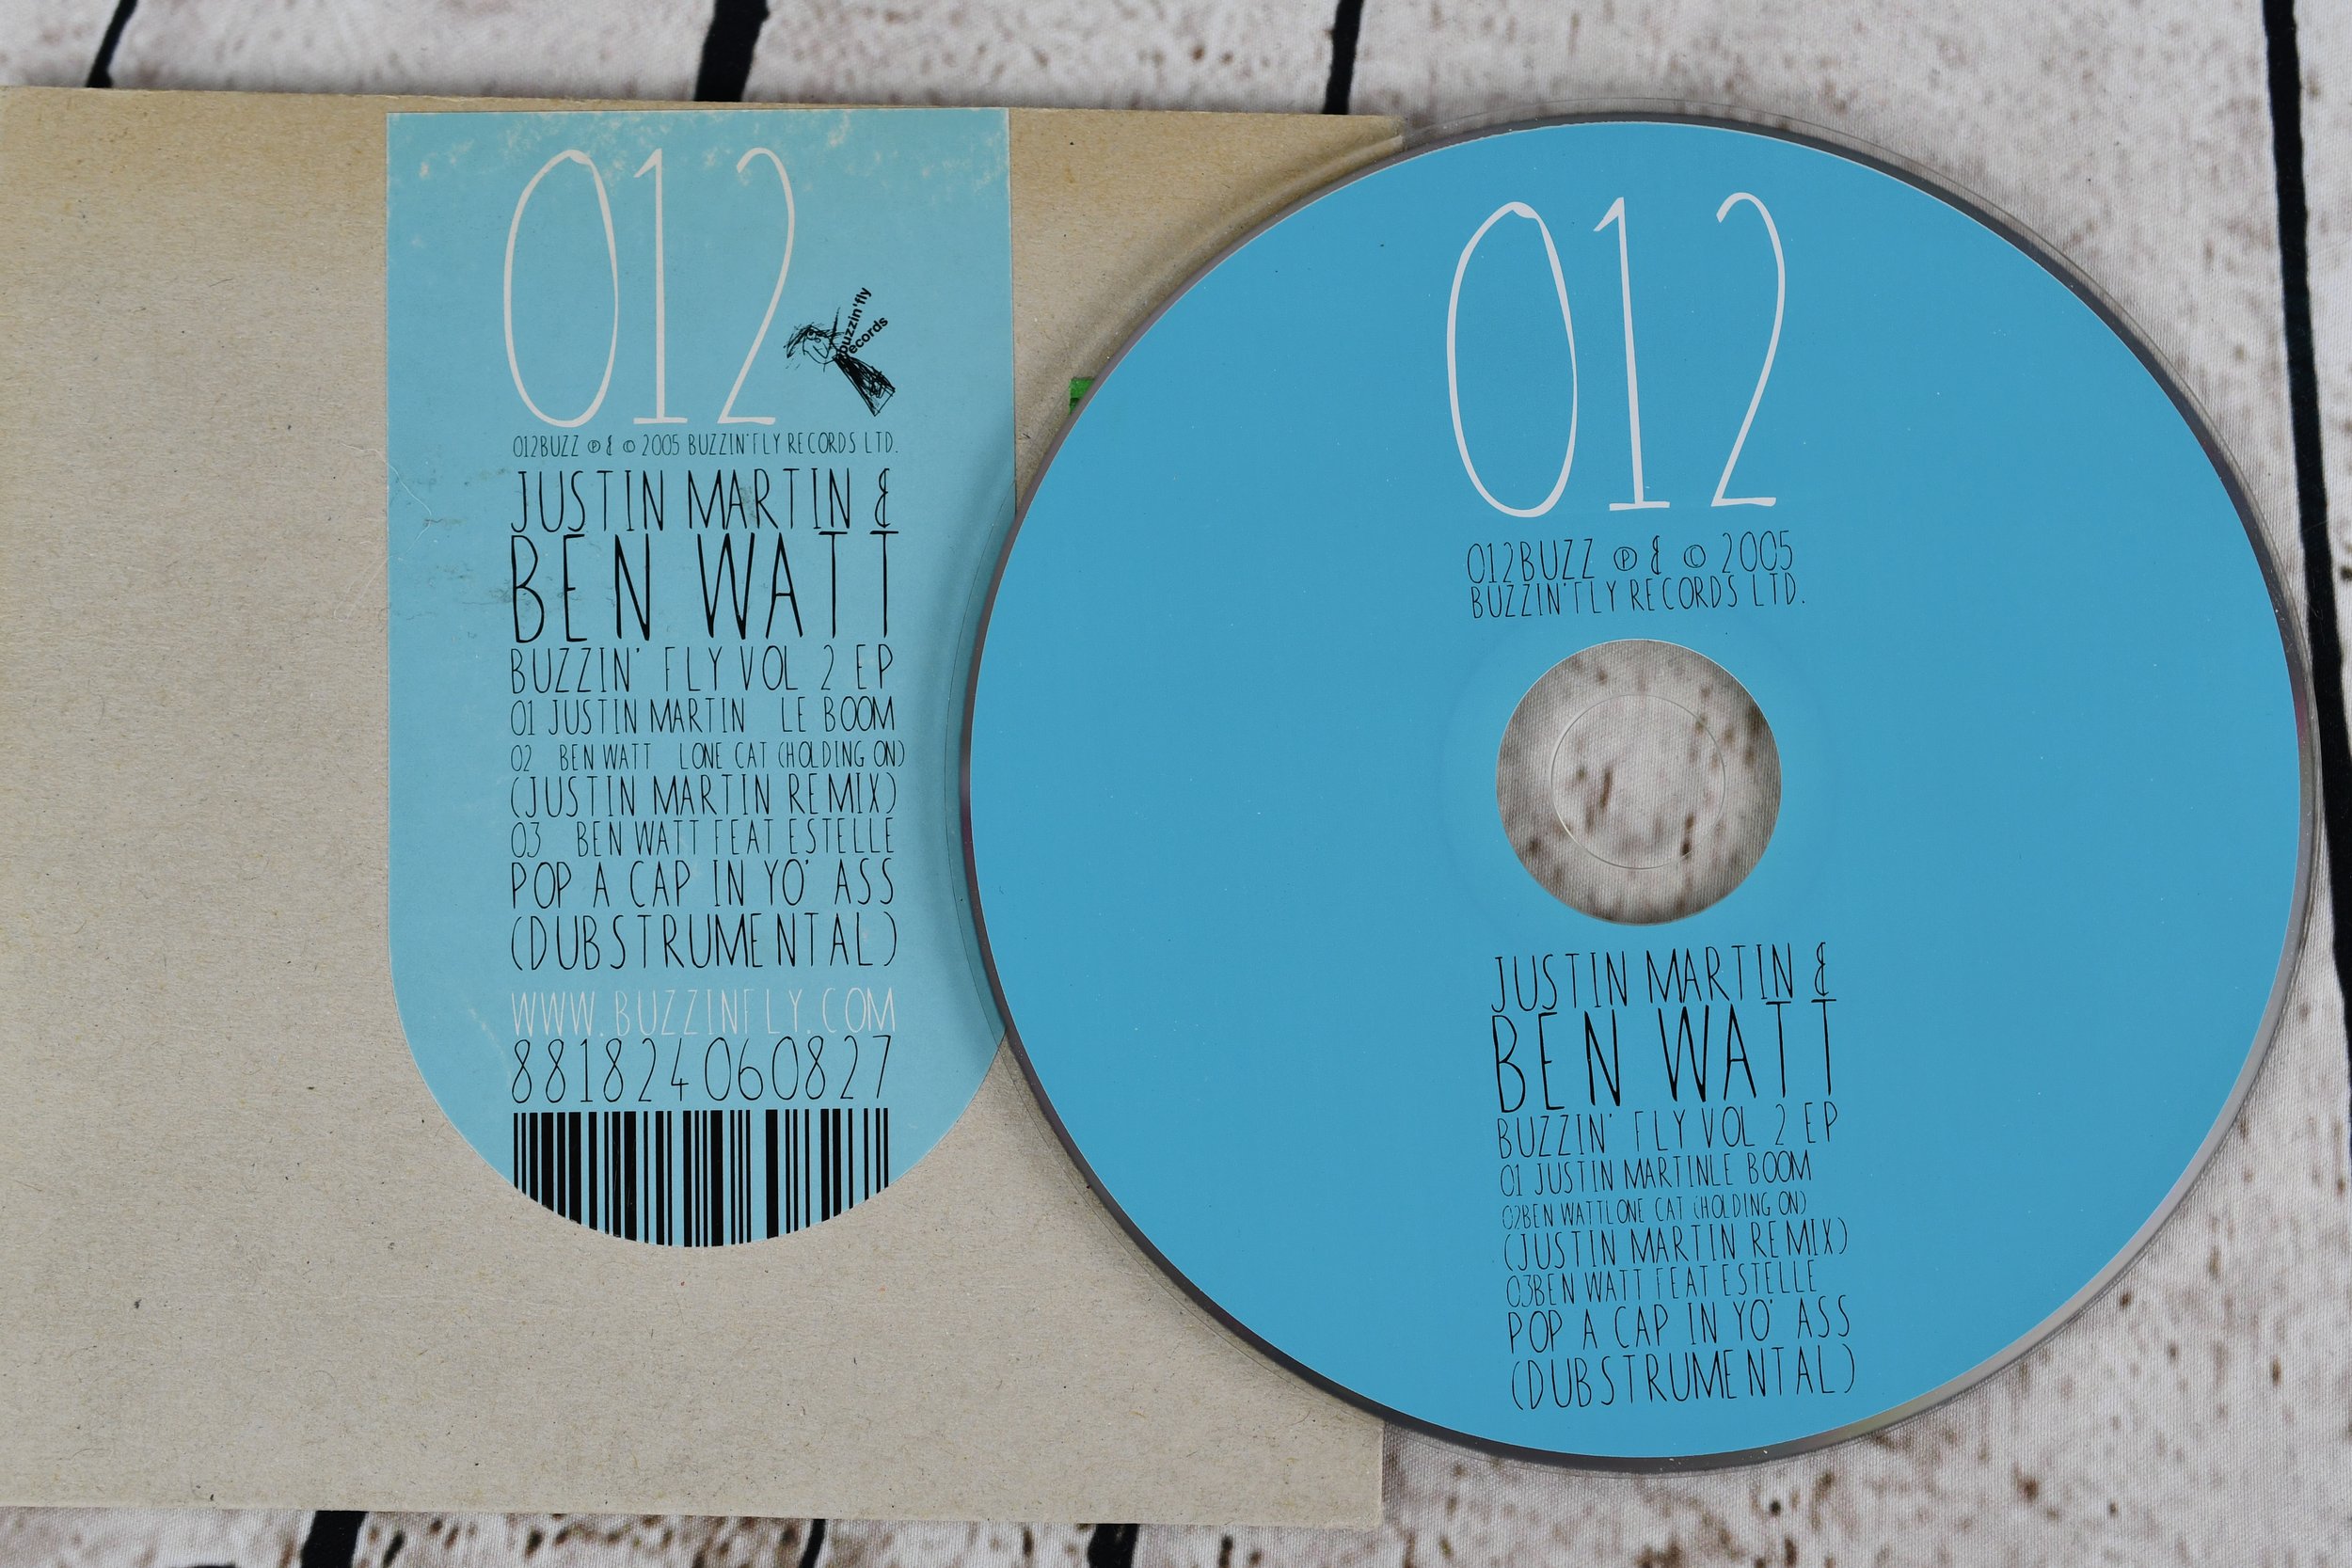 012
buzzin'fly
records
012BUZZ ℗ & © 2005 BUZZIN'FLY RECORDS LTD.
JUSTIN MARTIN &
BEN WATT
BUZZIN' FLY VOL 2 EP
01 JUSTIN MARTIN LE BOOM
02 BEN WATT LONE CAT (HOLDING ON)
(JUSTIN MARTIN REMIX)
03 BEN WATT FEAT ESTELLE
POP A CAP IN YO' ASS
(DUBSTRUMENTAL)
WWW.BUZZINFLY.COM
881824060827
012
012BUZZ ℗ & © 2005
BUZZIN'FLY RECORDS LTD.
JUSTIN MARTIN &
BEN WATT
BUZZIN' FLY VOL 2 EP
01 JUSTIN MARTINLE BOOM
02BEN WATTLONE CAT (HOLDING ON)
(JUSTIN MARTIN REMIX)
03BEN WATT FEAT ESTELLE
POP A CAP IN YO' ASS
(DUBSTRUMENTAL)